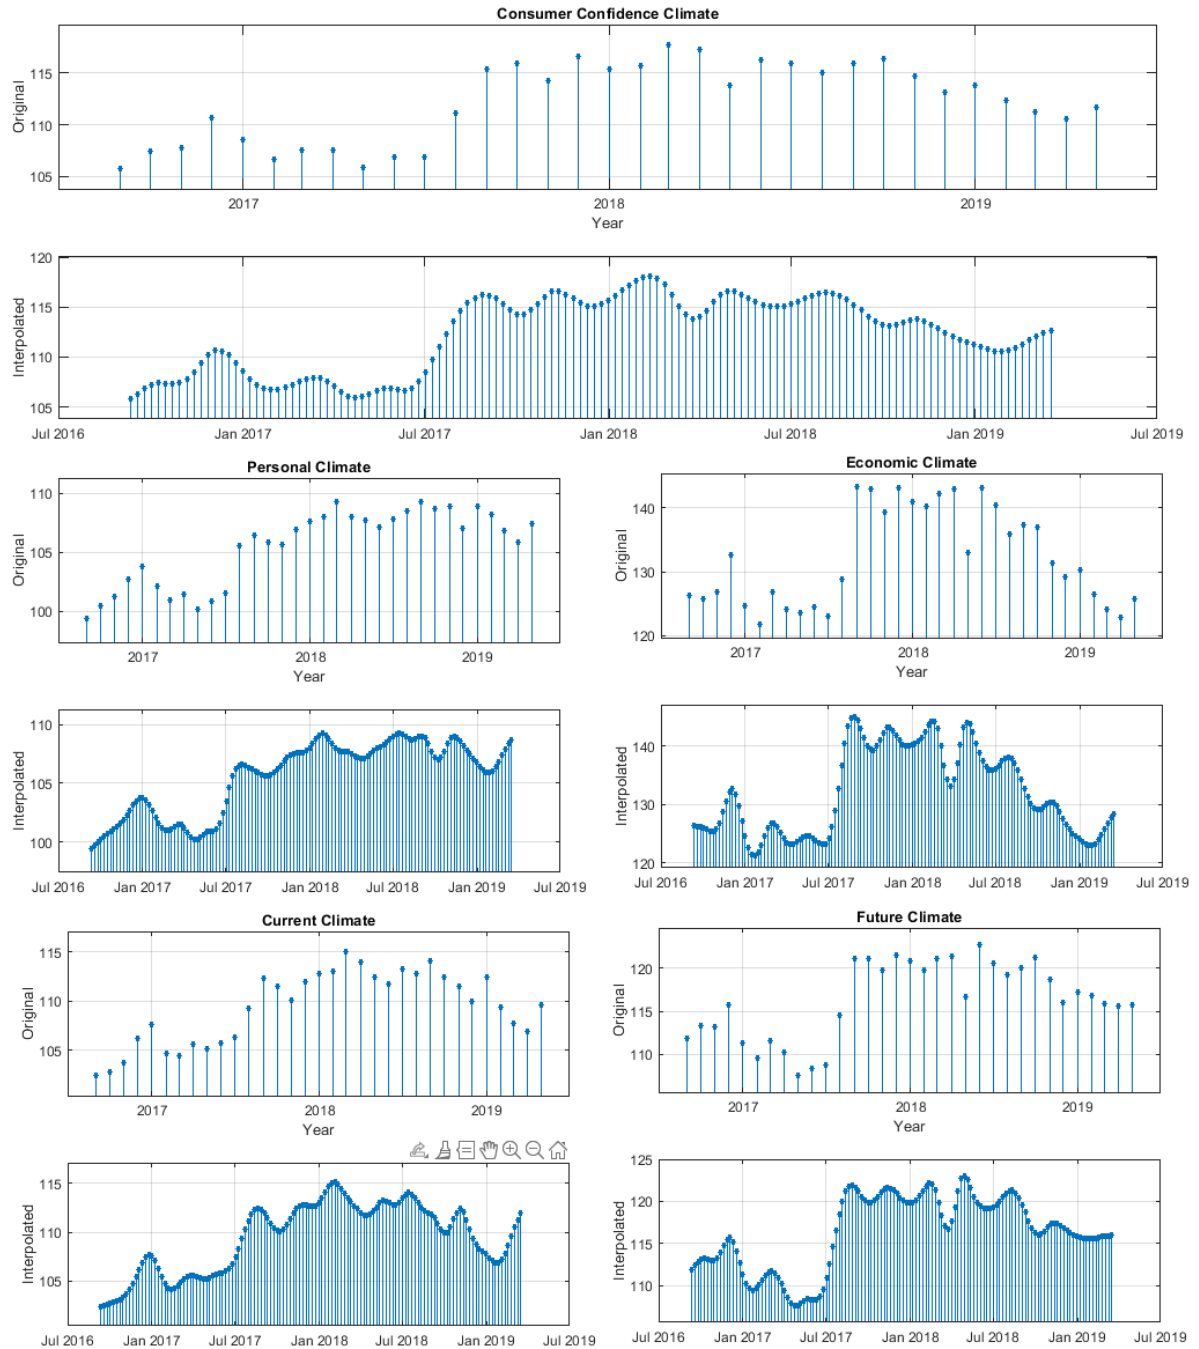 Consumer Confidence Climate
115
110
105
Original
2017 2018 2019
Year
120
115
110
105
Interpolated
Jul 2016 Jan 2017 Jul 2017 Jan 2018 Jul 2018 Jan 2019 Jul 2019
Personal Climate
110
105
100
Original
2017 2018 2019
Year
110
105
100
Interpolated
Jul 2016 Jan 2017 Jul 2017 Jan 2018 Jul 2018 Jan 2019 Jul 2019
Economic Climate
140
130
120
Original
2017 2018 2019
Year
140
130
120
Interpolated
Jul 2016 Jan 2017 Jul 2017 Jan 2018 Jul 2018 Jan 2019 Jul 2019
Current Climate
115
110
105
Original
2017 2018 2019
Year
115
110
105
Interpolated
Jul 2016 Jan 2017 Jul 2017 Jan 2018 Jul 2018 Jan 2019 Jul 2019
Future Climate
120
115
110
Original
2017 2018 2019
Year
125
120
115
110
Interpolated
Jul 2016 Jan 2017 Jul 2017 Jan 2018 Jul 2018 Jan 2019 Jul 2019